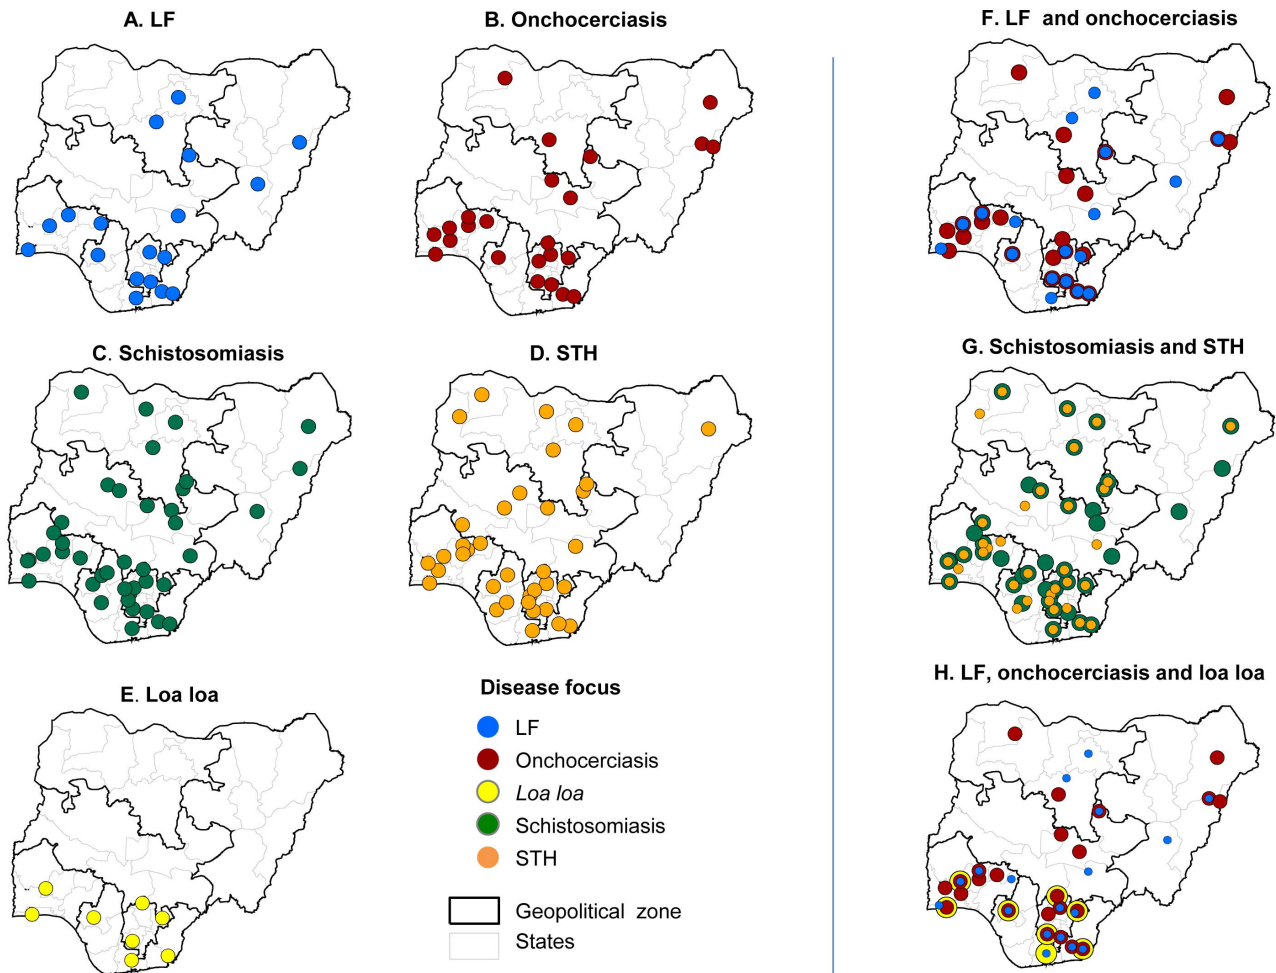 A. LF
B. Onchocerciasis
F. LF and onchocerciasis
C. Schistosomiasis
D. STH
G. Schistosomiasis and STH
E. Loa loa
H. LF, onchocerciasis and loa loa
Disease focus
LF
Onchocerciasis
Loa loa
Schistosomiasis
STH
Geopolitical zone
States